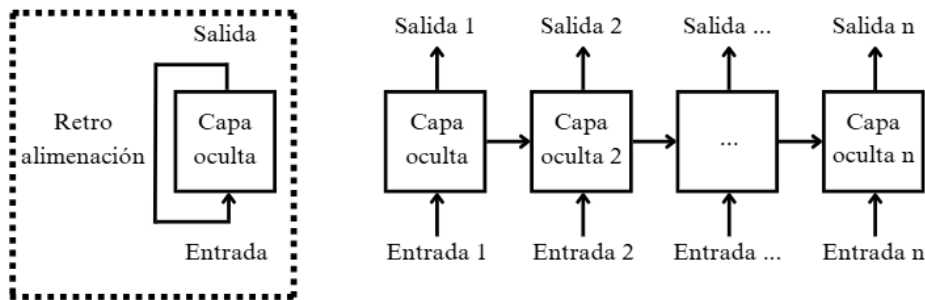 Salida
Retro
alimenación
Capa
oculta
Entrada
Salida 1
Salida 2
Salida ...
Salida n
Capa
oculta
Capa
oculta 2
...
Capa
oculta n
Entrada 1
Entrada 2
Entrada ...
Entrada n